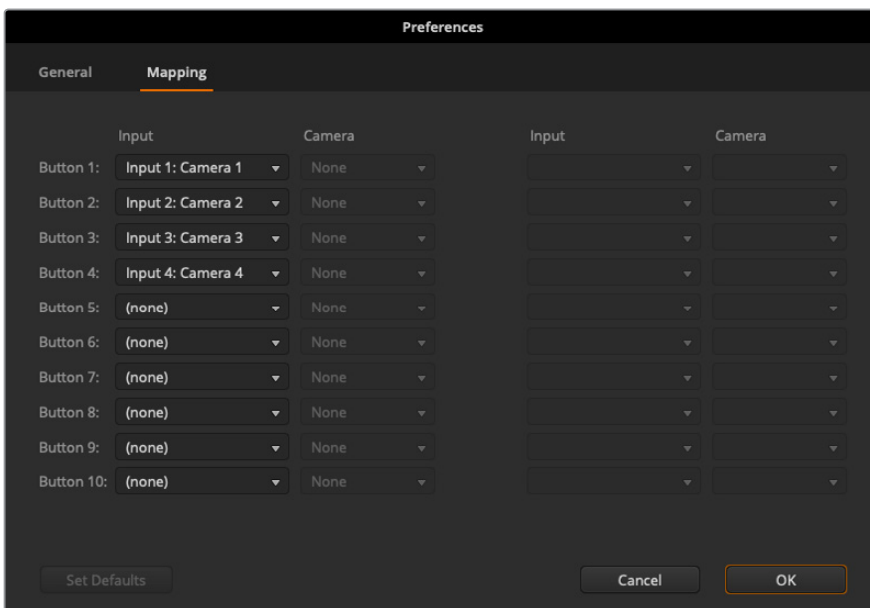 Preferences
General Mapping
Input Camera Input Camera
Button 1: Input 1: Camera 1 None
Button 2: Input 2: Camera 2 None
Button 3: Input 3: Camera 3 None
Button 4: Input 4: Camera 4 None
Button 5: (none) None
Button 6: (none) None
Button 7: (none) None
Button 8: (none) None
Button 9: (none) None
Button 10: (none) None
Set Defaults Cancel OK